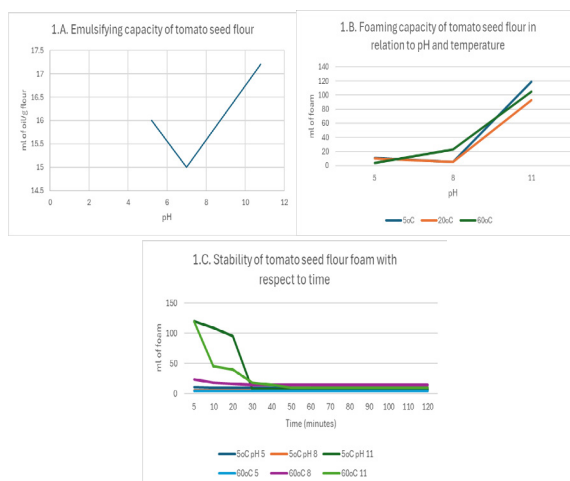 1.A. Emulsifying capacity of tomato seed flour
17.5
17
16.5
16
15.5
15
14.5
ml of oil/g flour
0 2 4 6 8 10 12
pH
1.B. Foaming capacity of tomato seed flour in
relation to pH and temperature
140
120
100
80
60
40
20
0
ml of foam
5 8 11
pH
5oC 20oC 60oC
1.C. Stability of tomato seed flour foam with
respect to time
150
100
50
0
ml of foam
5 10 20 30 40 50 60 70 80 90 100 110 120
Time (minutes)
5oC pH 5 5oC pH 8 5oC pH 11
60oC 5 60oC 8 60oC 11